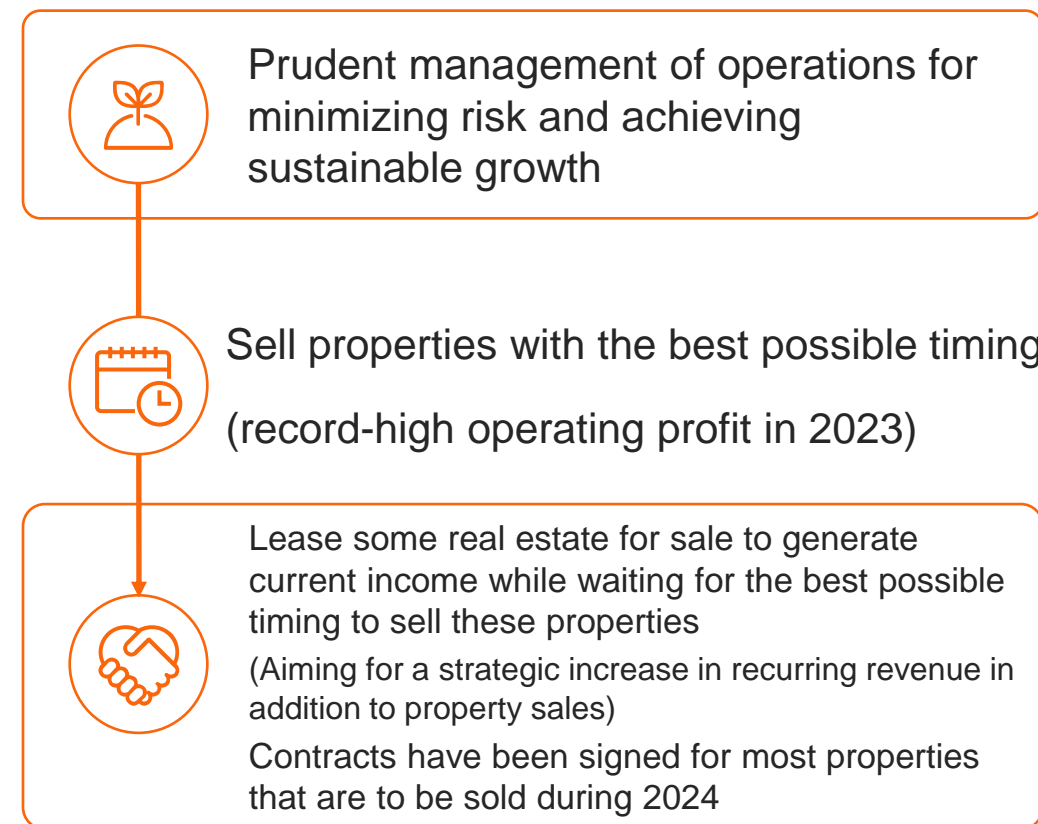 Prudent management of operations for
minimizing risk and achieving
sustainable growth
Sell properties with the best possible timing
(record-high operating profit in 2023)
Lease some real estate for sale to generate
current income while waiting for the best possible
timing to sell these properties
(Aiming for a strategic increase in recurring revenue in
addition to property sales)
Contracts have been signed for most properties
that are to be sold during 2024